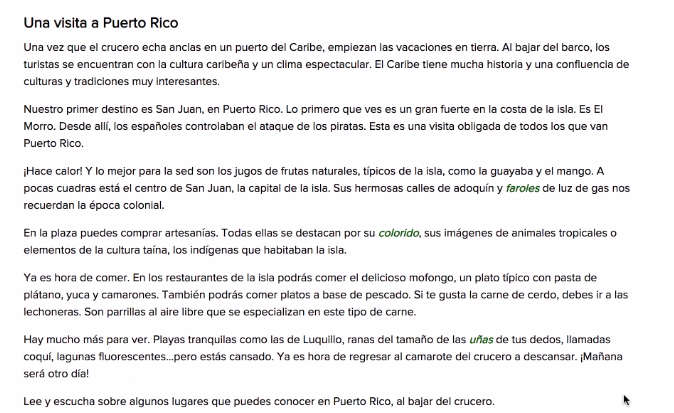 Una visita a Puerto Rico
Una vez que el crucero echa anclas en un puerto del Caribe, empiezan las vacaciones en tierra. Al bajar del barco, los
turistas se encuentran con la cultura caribeña y un clima espectacular. El Caribe tiene mucha historia y una confluencia de
culturas y tradiciones muy interesantes.
Nuestro primer destino es San Juan, en Puerto Rico. Lo primero que ves es un gran fuerte en la costa de la isla. Es El
Morro. Desde allí, los españoles controlaban el ataque de los piratas. Esta es una visita obligada de todos los que van
Puerto Rico.
¡Hace calor! Y lo mejor para la sed son los jugos de frutas naturales, típicos de la isla, como la guayaba y el mango. A
pocas cuadras está el centro de San Juan, la capital de la isla. Sus hermosas calles de adoquín y faroles de luz de gas nos
recuerdan la época colonial.
En la plaza puedes comprar artesanías. Todas ellas se destacan por su colorido, sus imágenes de animales tropicales o
elementos de la cultura taína, los indígenas que habitaban la isla.
Ya es hora de comer. En los restaurantes de la isla podrás comer el delicioso mofongo, un plato típico con pasta de
plátano, yuca y camarones. También podrás comer platos a base de pescado. Si te gusta la carne de cerdo, debes ir a las
lechoneras. Son parrillas al aire libre que se especializan en este tipo de carne.
Hay mucho más para ver. Playas tranquilas como las de Luquillo, ranas del tamaño de las uñas de tus dedos, llamadas
coquí, lagunas fluorescentes...pero estás cansado. Ya es hora de regresar al camarote del crucero a descansar. ¡Mañana
será otro día!
Lee y escucha sobre algunos lugares que puedes conocer en Puerto Rico, al bajar del crucero.